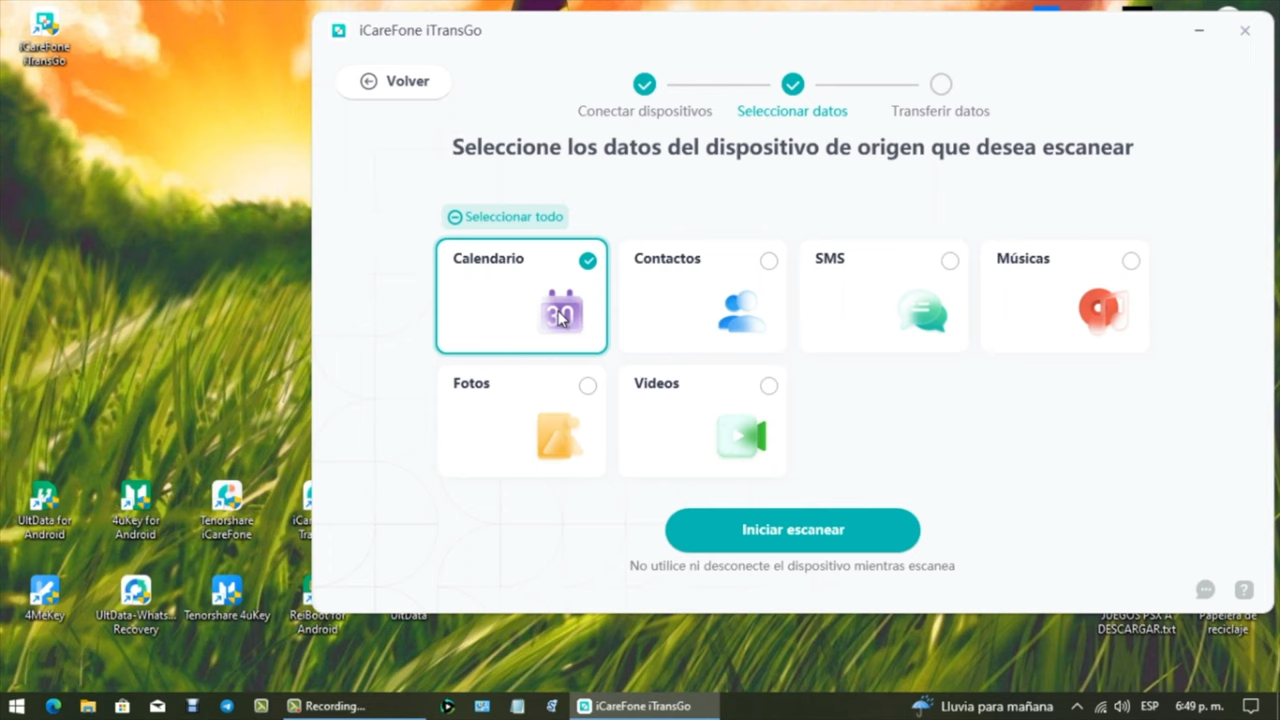 iCareFone
iTransGo
iCareFone iTransGo
Volver
Conectar dispositivos
Seleccionar datos
Transferir datos
Seleccione los datos del dispositivo de origen que desea escanear
Seleccionar todo
Calendario
Contactos
SMS
Músicas
30
Fotos
Videos
Iniciar escanear
No utilice ni desconecte el dispositivo mientras escanea
UltData for
Android
4uKey for
Android
Tenorshare
iCareFone
4MeKey
UltData-Whats...
Recovery
Tenorshare 4uKey
ReiBoot for
Android
UltData
JUEGOS PSX A
DESCARGAR.txt
Papelera de
reciclaje
Recording...
iCareFone iTransGo
Lluvia para mañana
ESP
6:49 p. m.